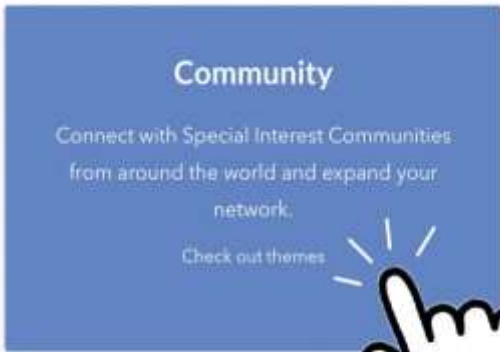 Community
Connect with Special Interest Communities
from around the world and expand your
network.
Check out themes